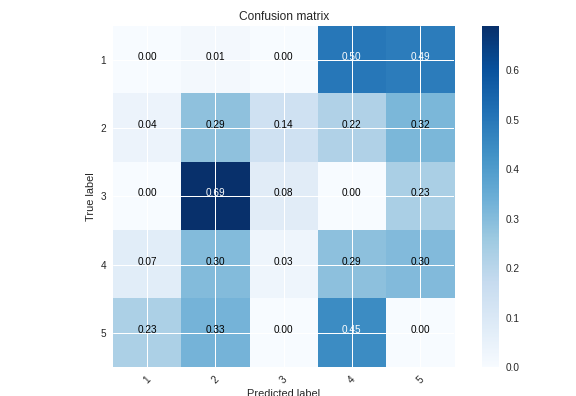 Confusion matrix
True label
1 0.00 0.01 0.00 0.50 0.49
2 0.04 0.29 0.14 0.22 0.32
3 0.00 0.69 0.08 0.00 0.23
4 0.07 0.30 0.03 0.29 0.30
5 0.23 0.33 0.00 0.45 0.00
1 2 3 4 5
Predicted label
0.6
0.5
0.4
0.3
0.2
0.1
0.0